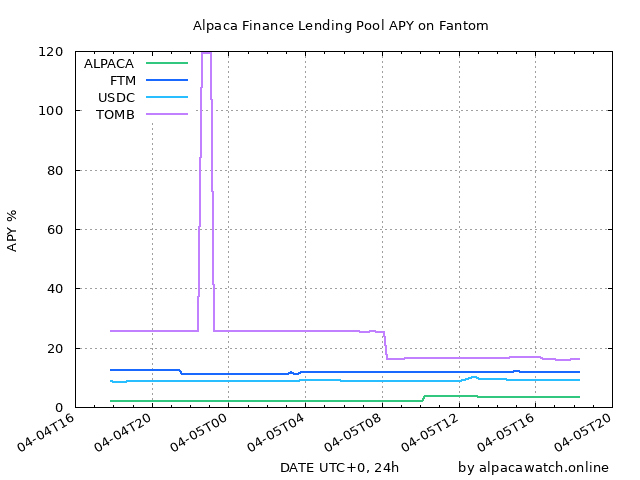 Alpaca Finance Lending Pool APY on Fantom
120
100
80
60
40
20
0
APY %
ALPACA
FTM
USDC
TOMB
04-04T16
04-04T20
04-05T00
04-05T04
04-05T08
04-05T12
04-05T16
04-05T20
DATE UTC+0, 24h
by alpacawatch.online